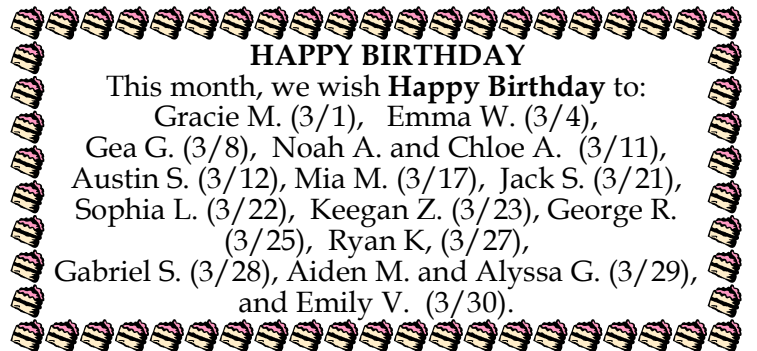 HAPPY BIRTHDAY
This month, we wish Happy Birthday to:
Gracie M. (3/1), Emma W. (3/4),
Gea G. (3/8), Noah A. and Chloe A. (3/11),
Austin S. (3/12), Mia M. (3/17), Jack S. (3/21),
Sophia L. (3/22), Keegan Z. (3/23), George R.
(3/25), Ryan K, (3/27),
Gabriel S. (3/28), Aiden M. and Alyssa G. (3/29),
and Emily V. (3/30).